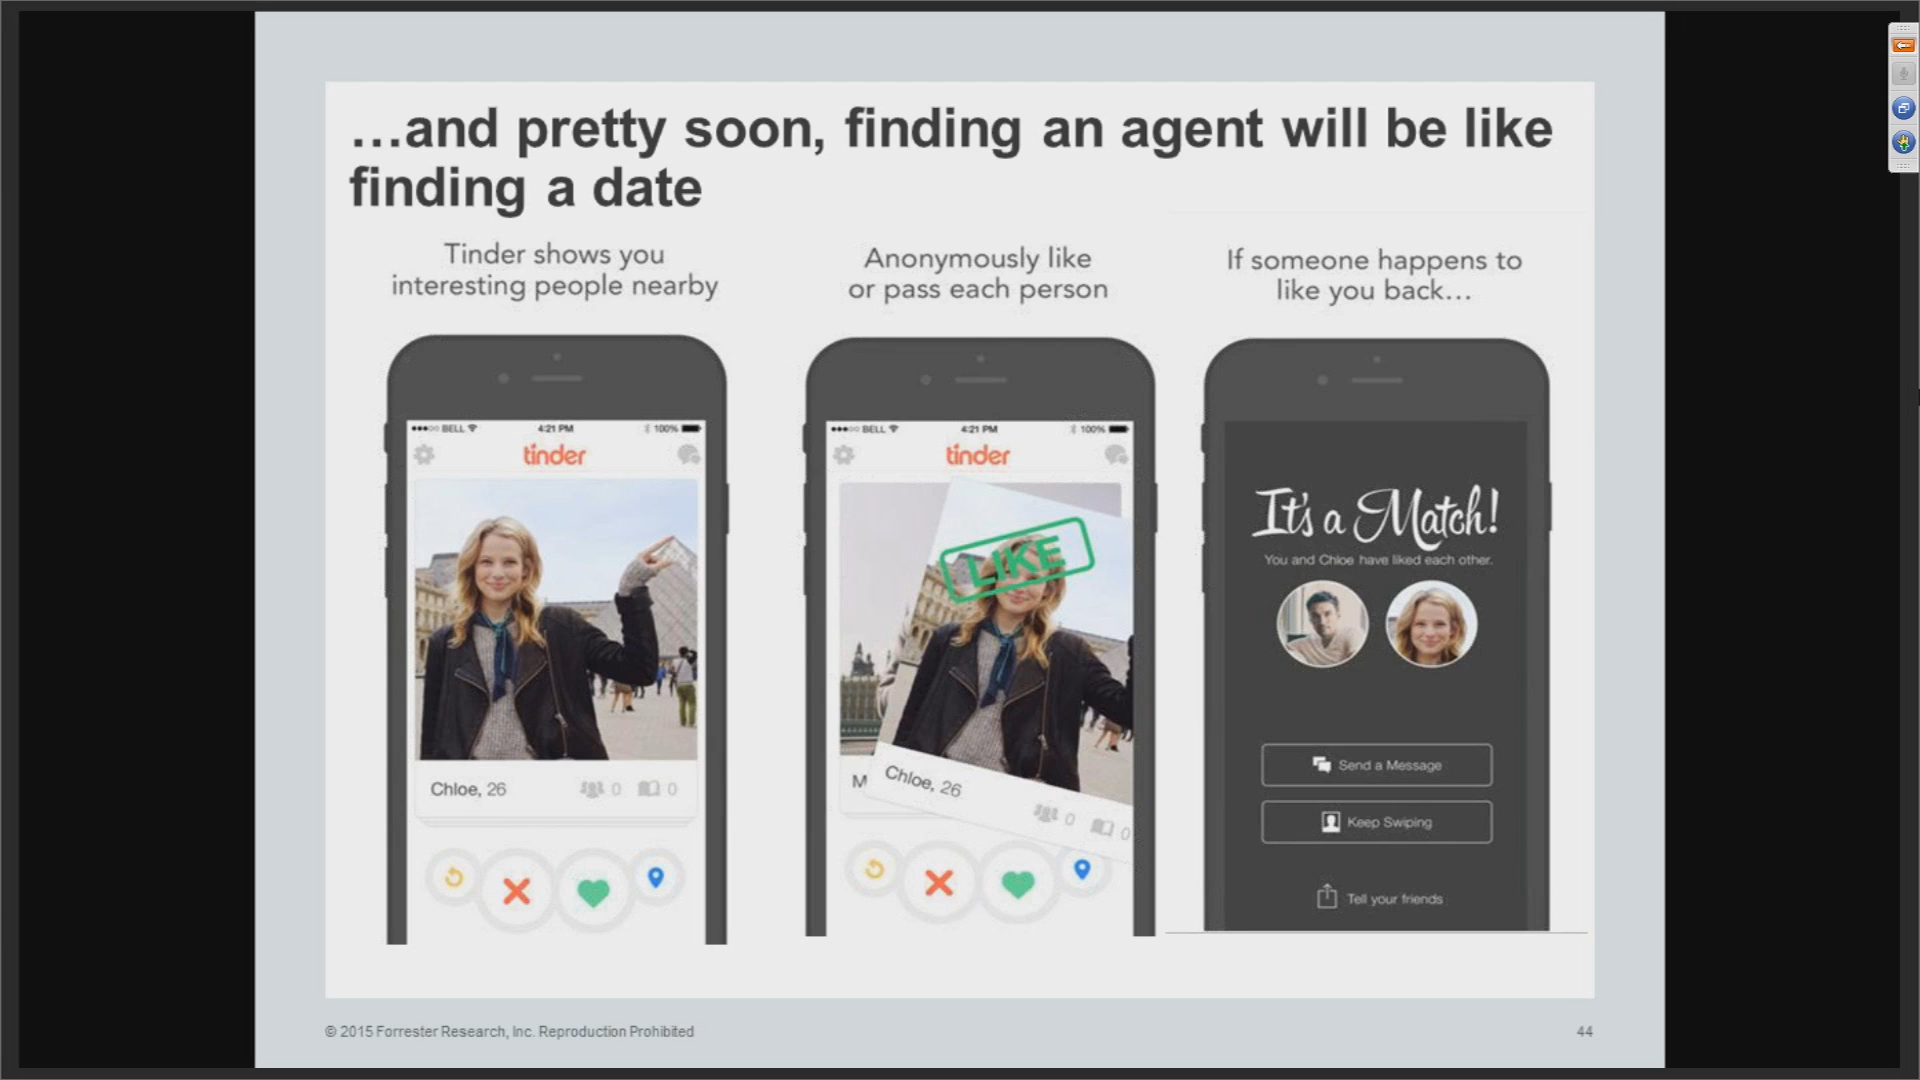 …and pretty soon, finding an agent will be like
finding a date
Tinder shows you
interesting people nearby
Anonymously like
or pass each person
If someone happens to
like you back…
BELL 4:21 PM 100%
tinder
Chloe, 26 0 0
BELL 4:21 PM 100%
tinder
LIKE
M
Chloe, 26
0 0
It's a Match!
You and Chloe have liked each other.
Send a Message
Keep Swiping
Tell your friends
© 2015 Forrester Research, Inc. Reproduction Prohibited
44